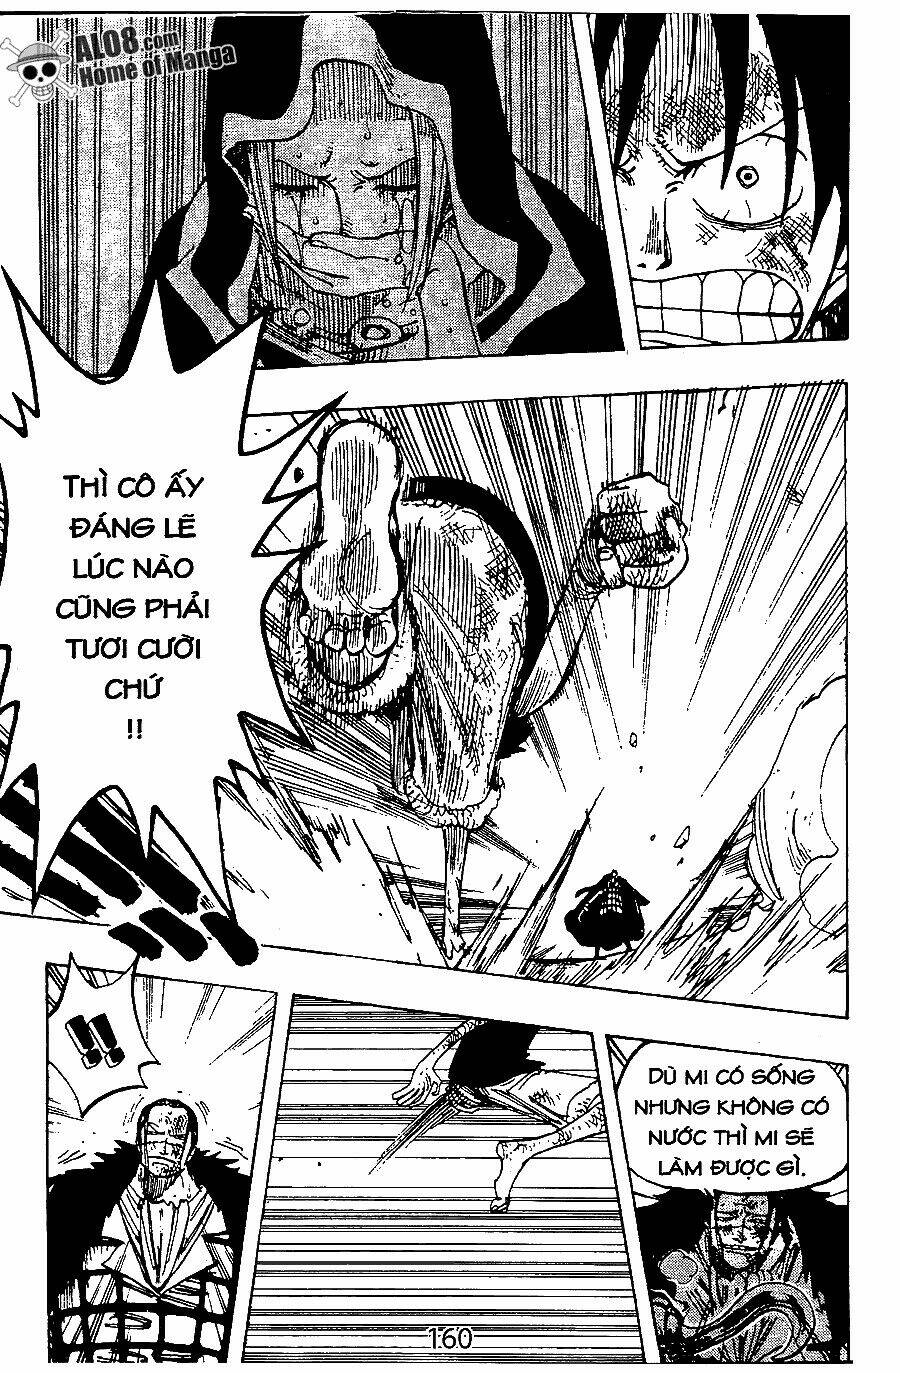 AL08.com
Home of Manga
THÌ CÔ ẤY
ĐÁNG LẼ
LÚC NÀO
CŨNG PHẢI
TƯƠI CƯỜI
CHỨ
!!
!!
DÙ MI CÓ SỐNG
NHƯNG KHÔNG CÓ
NƯỚC THÌ MI SẼ
LÀM ĐƯỢC GÌ.
160